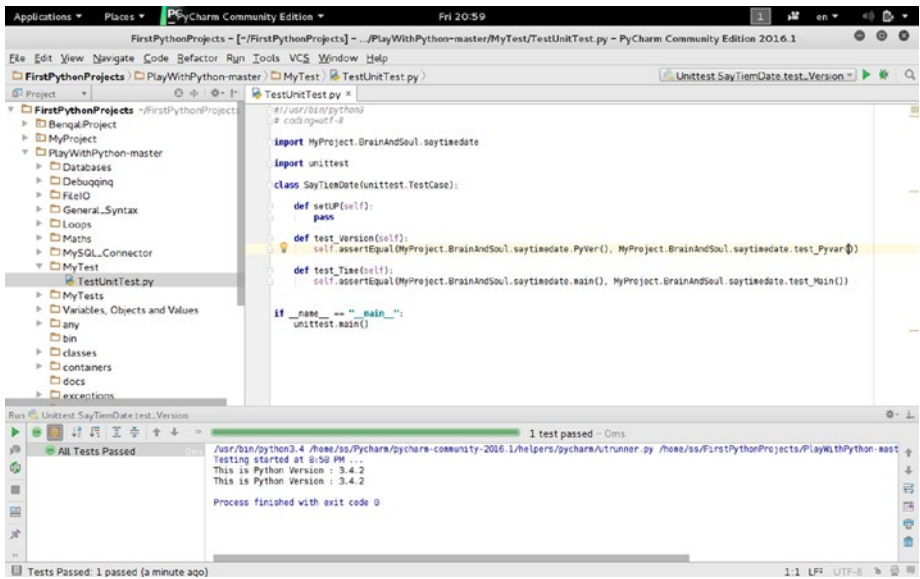 Applications ▾ Places ▾ PyCharm Community Edition ▾ Fri 20:59 1 en ▾
FirstPythonProjects – [~/FirstPythonProjects] – .../PlayWithPython-master/MyTest/TestUnitTest.py – PyCharm Community Edition 2016.1
File Edit View Navigate Code Refactor Run Tools VCS Window Help
FirstPythonProjects PlayWithPython-master MyTest TestUnitTest.py Unittest SayTiemDate.test_Version
Project TestUnitTest.py ×
FirstPythonProjects ~/FirstPythonProjects
BengaliProject
MyProject
PlayWithPython-master
Databases
Debugging
FileIO
General_Syntax
Loops
Maths
MySQL_Connector
MyTest
TestUnitTest.py
MyTests
Variables, Objects and Values
any
bin
classes
containers
docs
exceptions
#!/usr/bin/python3
# coding=utf-8
import MyProject.BrainAndSoul.saytimedate
import unittest
class SayTiemDate(unittest.TestCase):
def setUP(self):
pass
def test_Version(self):
self.assertEqual(MyProject.BrainAndSoul.saytimedate.PyVer(), MyProject.BrainAndSoul.saytimedate.test_Pyvar())
def test_Time(self):
self.assertEqual(MyProject.BrainAndSoul.saytimedate.main(), MyProject.BrainAndSoul.saytimedate.test_Main())
if __name__ == "__main__":
unittest.main()
Run Unittest SayTiemDate.test_Version
1 test passed – 0ms
All Tests Passed 0ms
/usr/bin/python3.4 /home/ss/Pycharm/pycharm-community-2016.1/helpers/pycharm/utrunner.py /home/ss/FirstPythonProjects/PlayWithPython-mast
Testing started at 8:58 PM ...
This is Python Version : 3.4.2
This is Python Version : 3.4.2
Process finished with exit code 0
Tests Passed: 1 passed (a minute ago) 1:1 LF‡ UTF-8